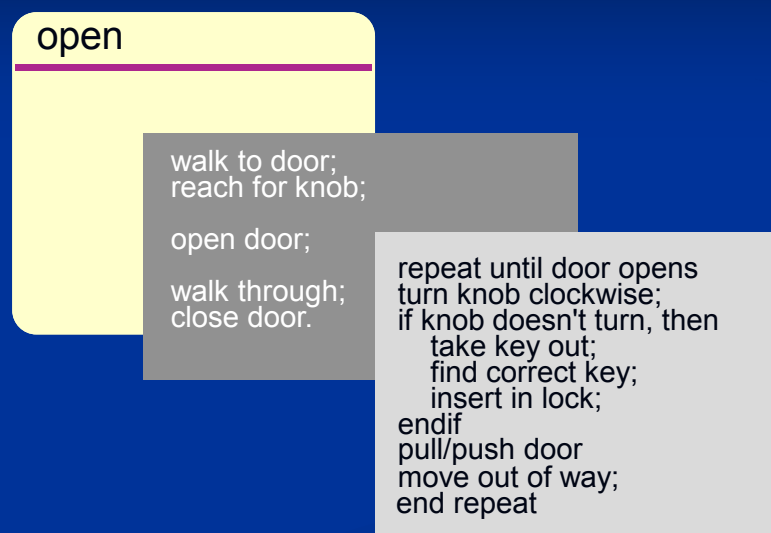 open
walk to door;
reach for knob;
open door;
walk through;
close door.
repeat until door opens
turn knob clockwise;
if knob doesn't turn, then
take key out;
find correct key;
insert in lock;
endif
pull/push door
move out of way;
end repeat